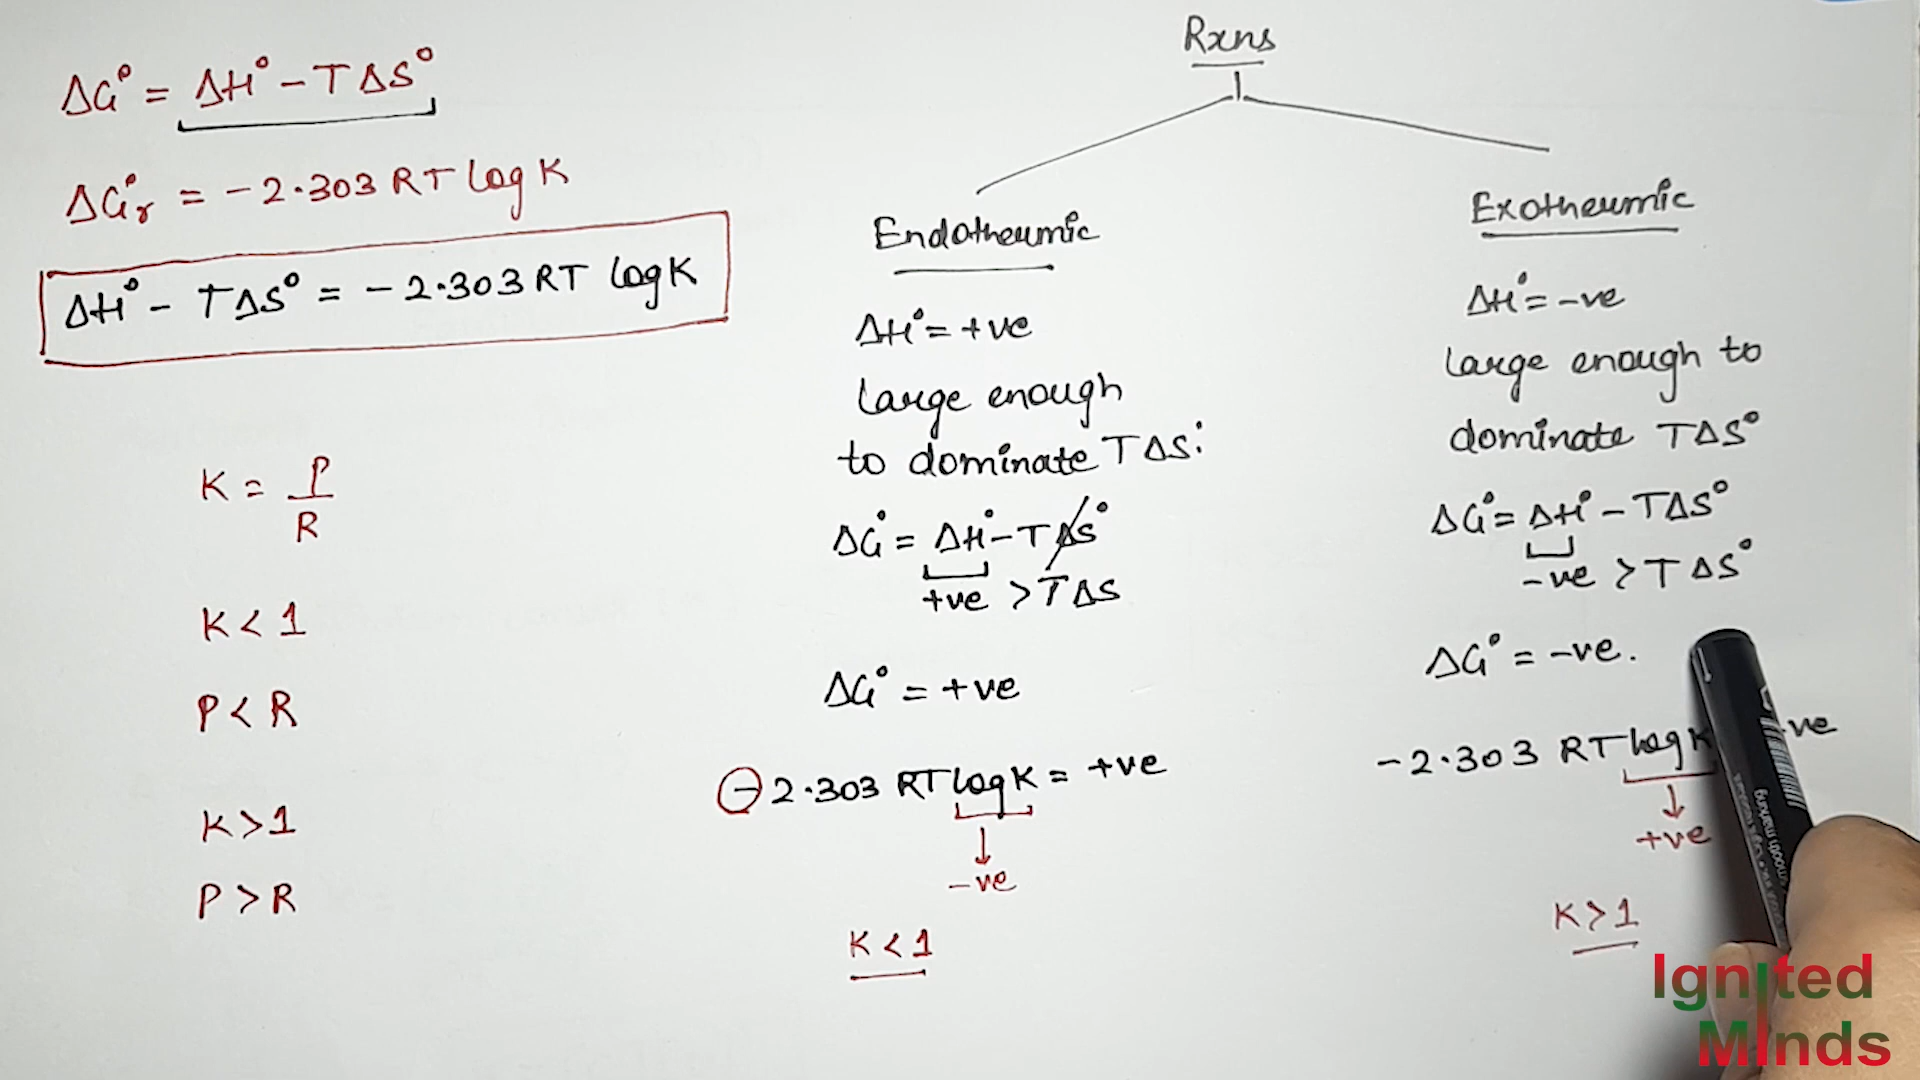 ΔG° = ΔH° - TΔS°
ΔG°r = -2.303 RT log K
ΔH° - TΔS° = -2.303 RT log K
K = P
R
K < 1
P < R
K > 1
P > R
Rxns
Endothermic
ΔH° = +ve
large enough
to dominate TΔS°
ΔG° = ΔH° - TΔS°
+ve > TΔS
ΔG° = +ve
-2.303 RT log K = +ve
↓
-ve
K < 1
Exothermic
ΔH° = -ve
large enough to
dominate TΔS°
ΔG° = ΔH° - TΔS°
-ve > TΔS°
ΔG° = -ve.
-2.303 RT log K ve
↓
+ve
K > 1
Ignited
Minds